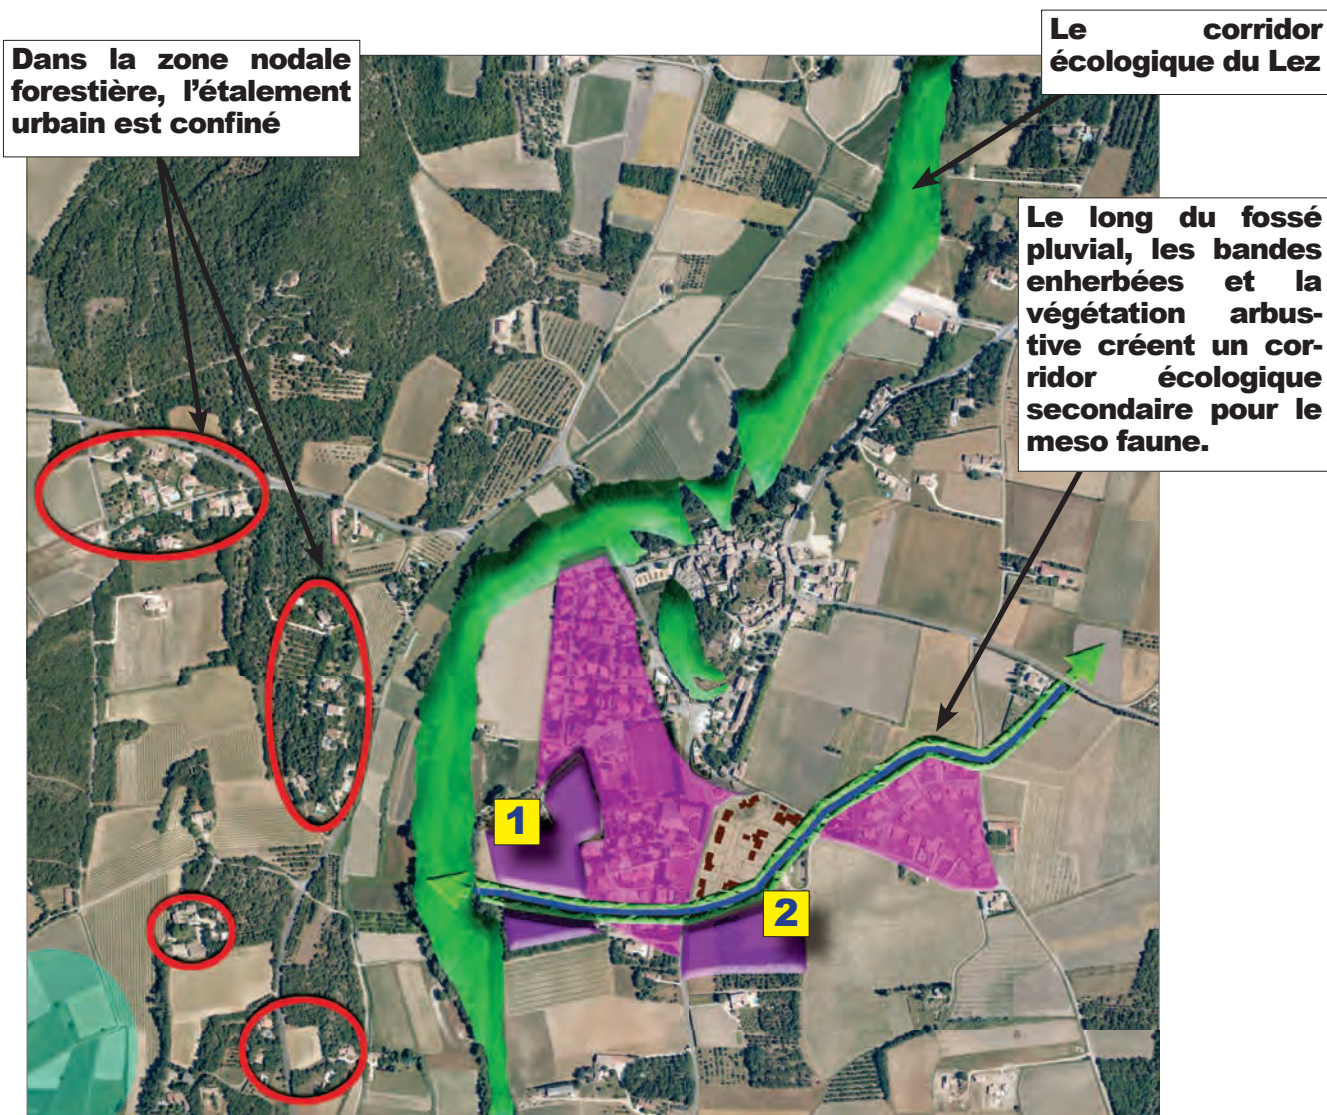 Dans la zone nodale
forestière, l'étalement
urbain est confiné
Le corridor
écologique du Lez
Le long du fossé
pluvial, les bandes
enherbées et la
végétation arbus-
tive créent un cor-
ridor écologique
secondaire pour le
meso faune.
1
2